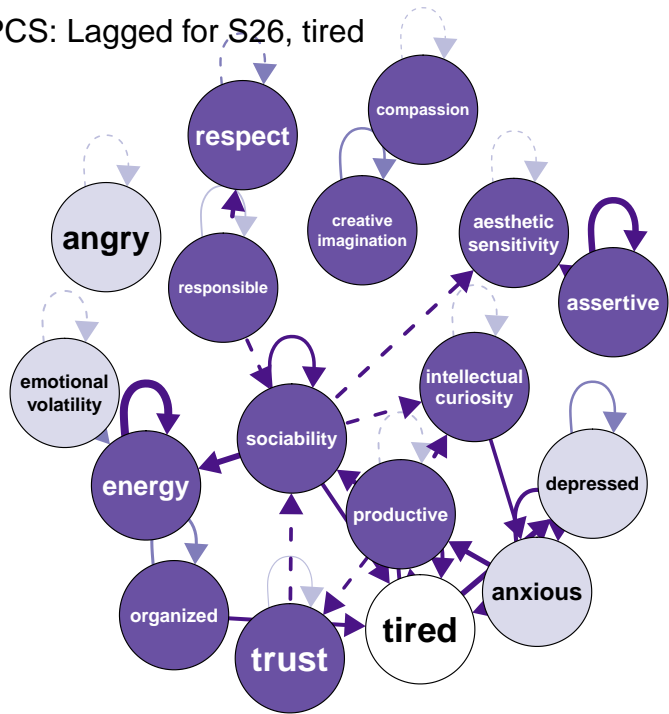 PCS: Lagged for S26, tired
respect
compassion
angry
creative
imagination
aesthetic
sensitivity
responsible
assertive
emotional
volatility
intellectual
curiosity
sociability
energy
productive
depressed
organized
anxious
trust
tired